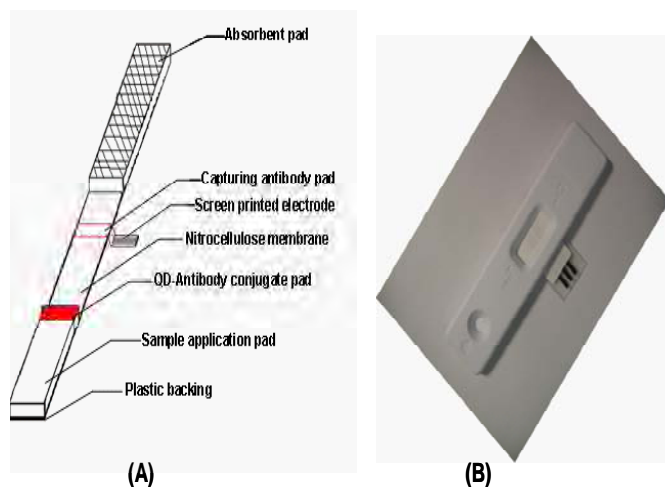 Absorbent pad
Capturing antibody pad
Screen printed electrode
Nitrocellulose membrane
QD-Antibody conjugate pad
Sample application pad
Plastic backing
(A)
(B)